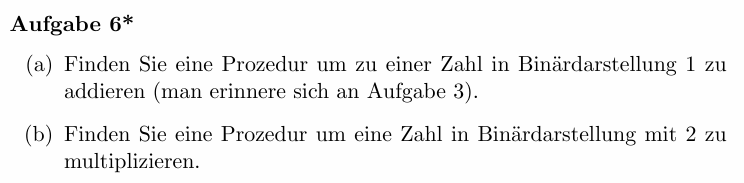 Aufgabe 6*
(a) Finden Sie eine Prozedur um zu einer Zahl in Binärdarstellung 1 zu
addieren (man erinnere sich an Aufgabe 3).
(b) Finden Sie eine Prozedur um eine Zahl in Binärdarstellung mit 2 zu
multiplizieren.